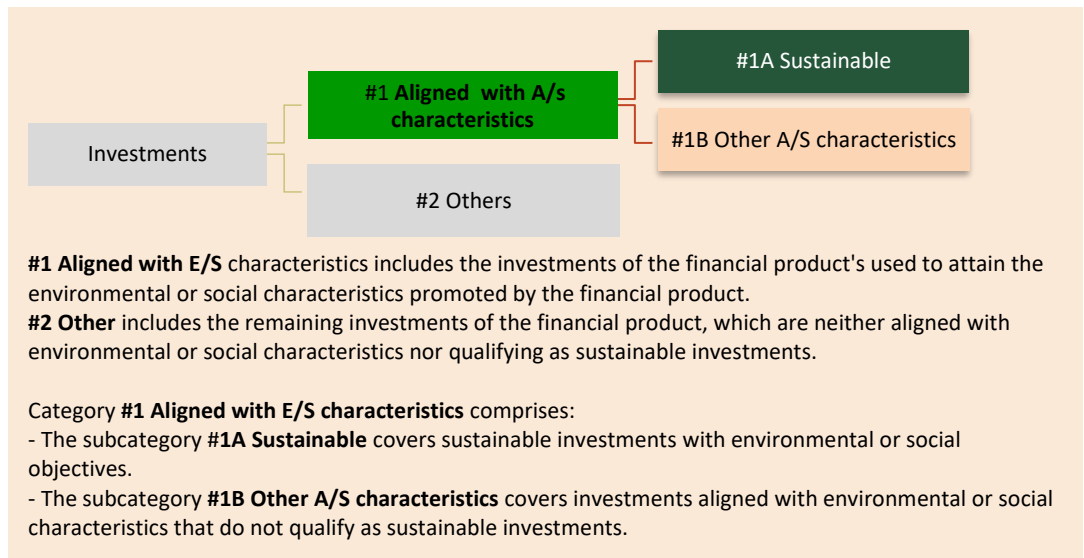 #1A Sustainable
#1 Aligned with A/s
characteristics
#1B Other A/S characteristics
Investments
#2 Others
#1 Aligned with E/S characteristics includes the investments of the financial product's used to attain the
environmental or social characteristics promoted by the financial product.
#2 Other includes the remaining investments of the financial product, which are neither aligned with
environmental or social characteristics nor qualifying as sustainable investments.
Category #1 Aligned with E/S characteristics comprises:
- The subcategory #1A Sustainable covers sustainable investments with environmental or social
objectives.
- The subcategory #1B Other A/S characteristics covers investments aligned with environmental or social
characteristics that do not qualify as sustainable investments.